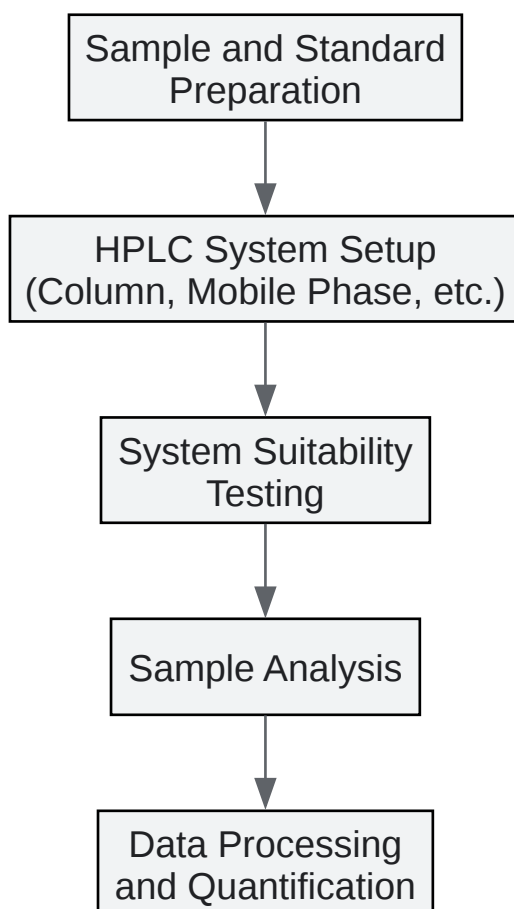 Sample and Standard
Preparation
HPLC System Setup
(Column, Mobile Phase, etc.)
System Suitability
Testing
Sample Analysis
Data Processing
and Quantification